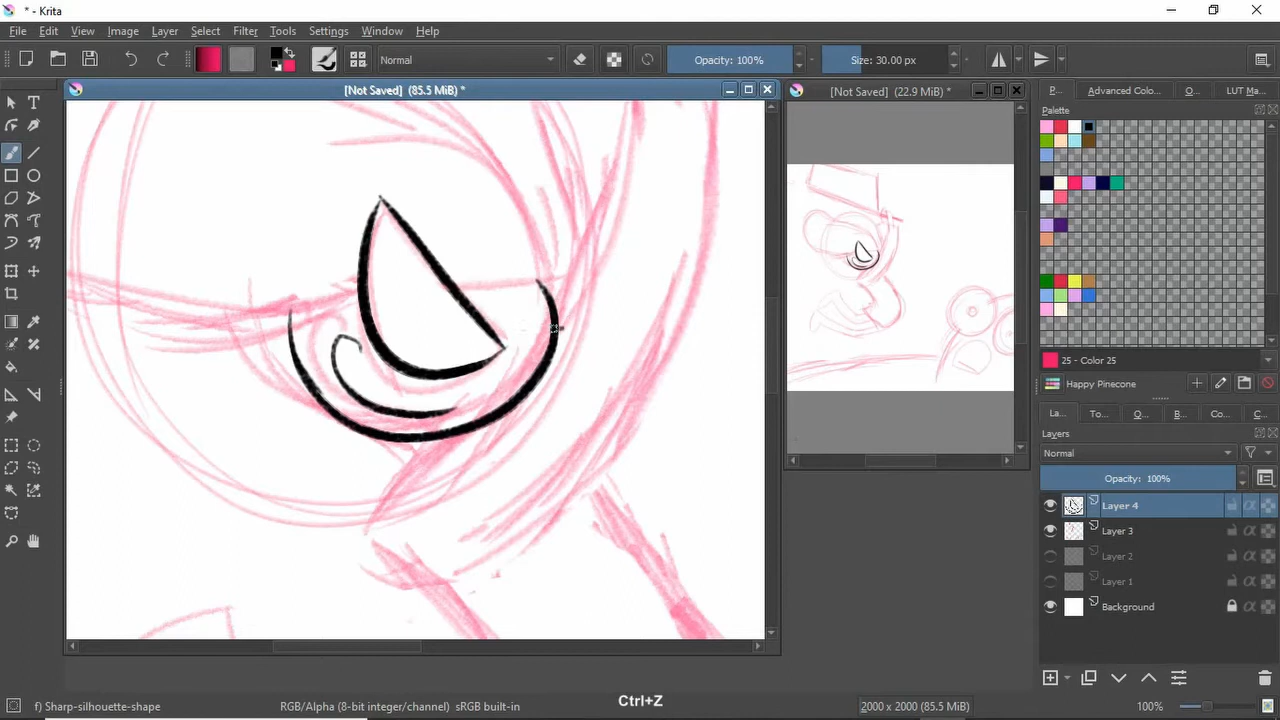 * - Krita
File Edit View Image Layer Select Filter Tools Settings Window Help
Normal Opacity: 100% Size: 30.00 px
[Not Saved] (85.5 MiB) *
[Not Saved] (22.9 MiB) *
P... Advanced Colo... O... LUT Ma...
Palette
25 - Color 25
Happy Pinecone
La... To... O... B... Co... C...
Layers
Normal
Opacity: 100%
Layer 4
Layer 3
Layer 2
Layer 1
Background
Ctrl+Z
f) Sharp-silhouette-shape RGB/Alpha (8-bit integer/channel) sRGB built-in 2000 x 2000 (85.5 MiB) 100%